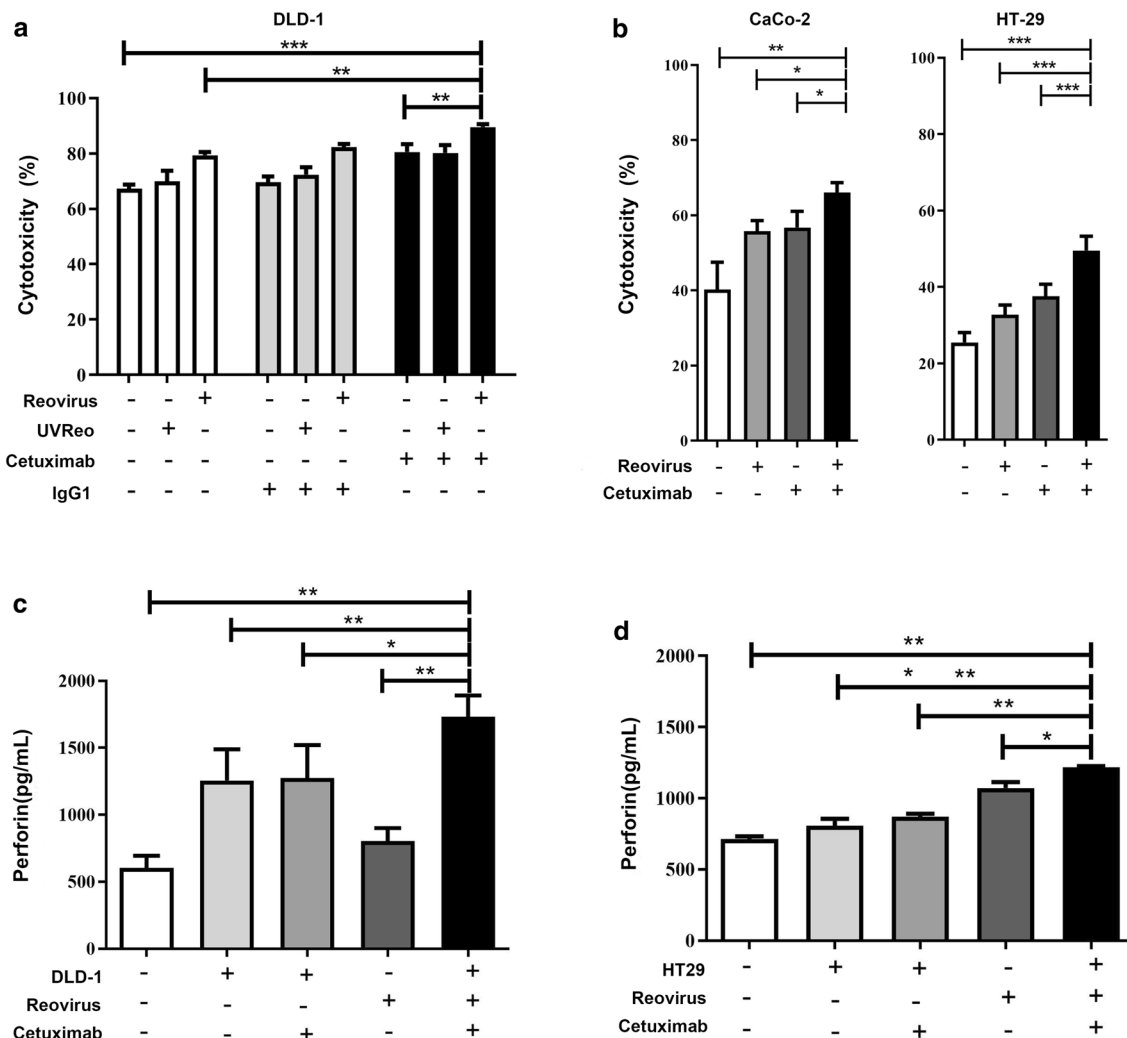 a
DLD-1
***
**
**
Cytotoxicity (%)
100
80
60
40
20
0
Reovirus - - + - - + - - +
UVReo - + - - + - - + -
Cetuximab - - - - - - + + +
IgG1 - - - + + + - - -
b
CaCo-2
**
*
*
Cytotoxicity (%)
100
80
60
40
20
0
HT-29
***
***
***
100
80
60
40
20
0
Reovirus - + - + - + - +
Cetuximab - - + + - - + +
c
**
**
*
**
Perforin(pg/mL)
2000
1500
1000
500
0
DLD-1 - + + - +
Reovirus - - - + +
Cetuximab - - + - +
d
**
* **
**
*
Perforin(pg/mL)
2000
1500
1000
500
0
HT29 - + + - +
Reovirus - - - + +
Cetuximab - - + - +